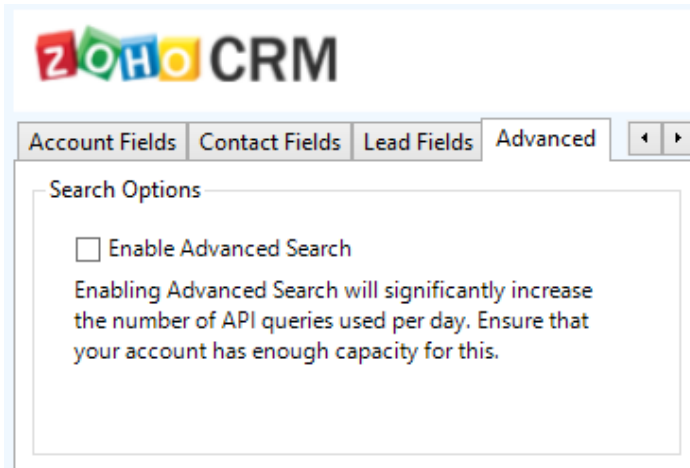 ZOHO CRM
Account Fields Contact Fields Lead Fields Advanced
Search Options
Enable Advanced Search
Enabling Advanced Search will significantly increase
the number of API queries used per day. Ensure that
your account has enough capacity for this.